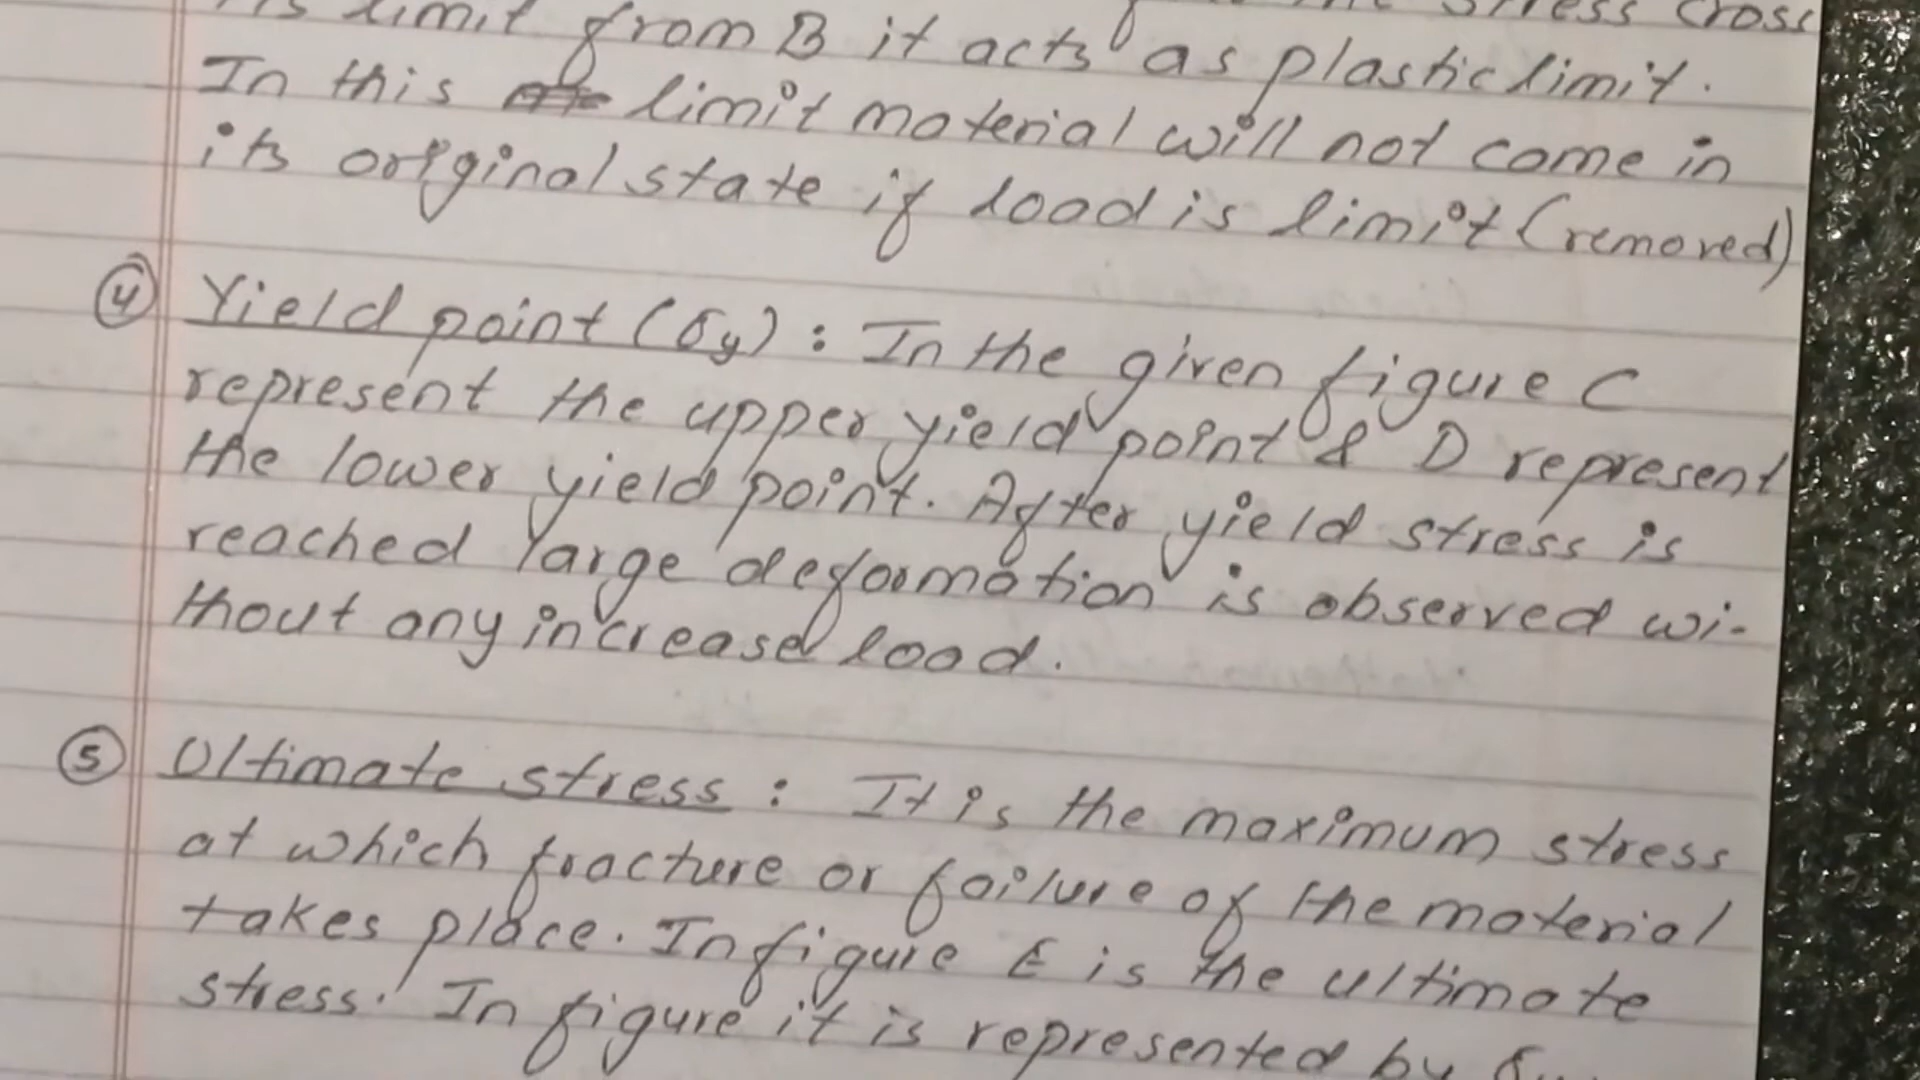 limit from B it acts as plastic limit.
In this limit material will not come in
its original state if load is limit (removed)
④ Yield point (σy) : In the given figure C
represent the upper yield point & D represent
the lower yield point. After yield stress is
reached large deformation is observed wi-
thout any increase load.
⑤ Ultimate stress : It is the maximum stress
at which fracture or failure of the material
takes place. In figure E is the ultimate
stress. In figure it is represented by